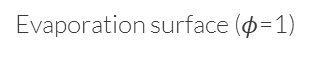 Evaporation surface (ϕ=1)